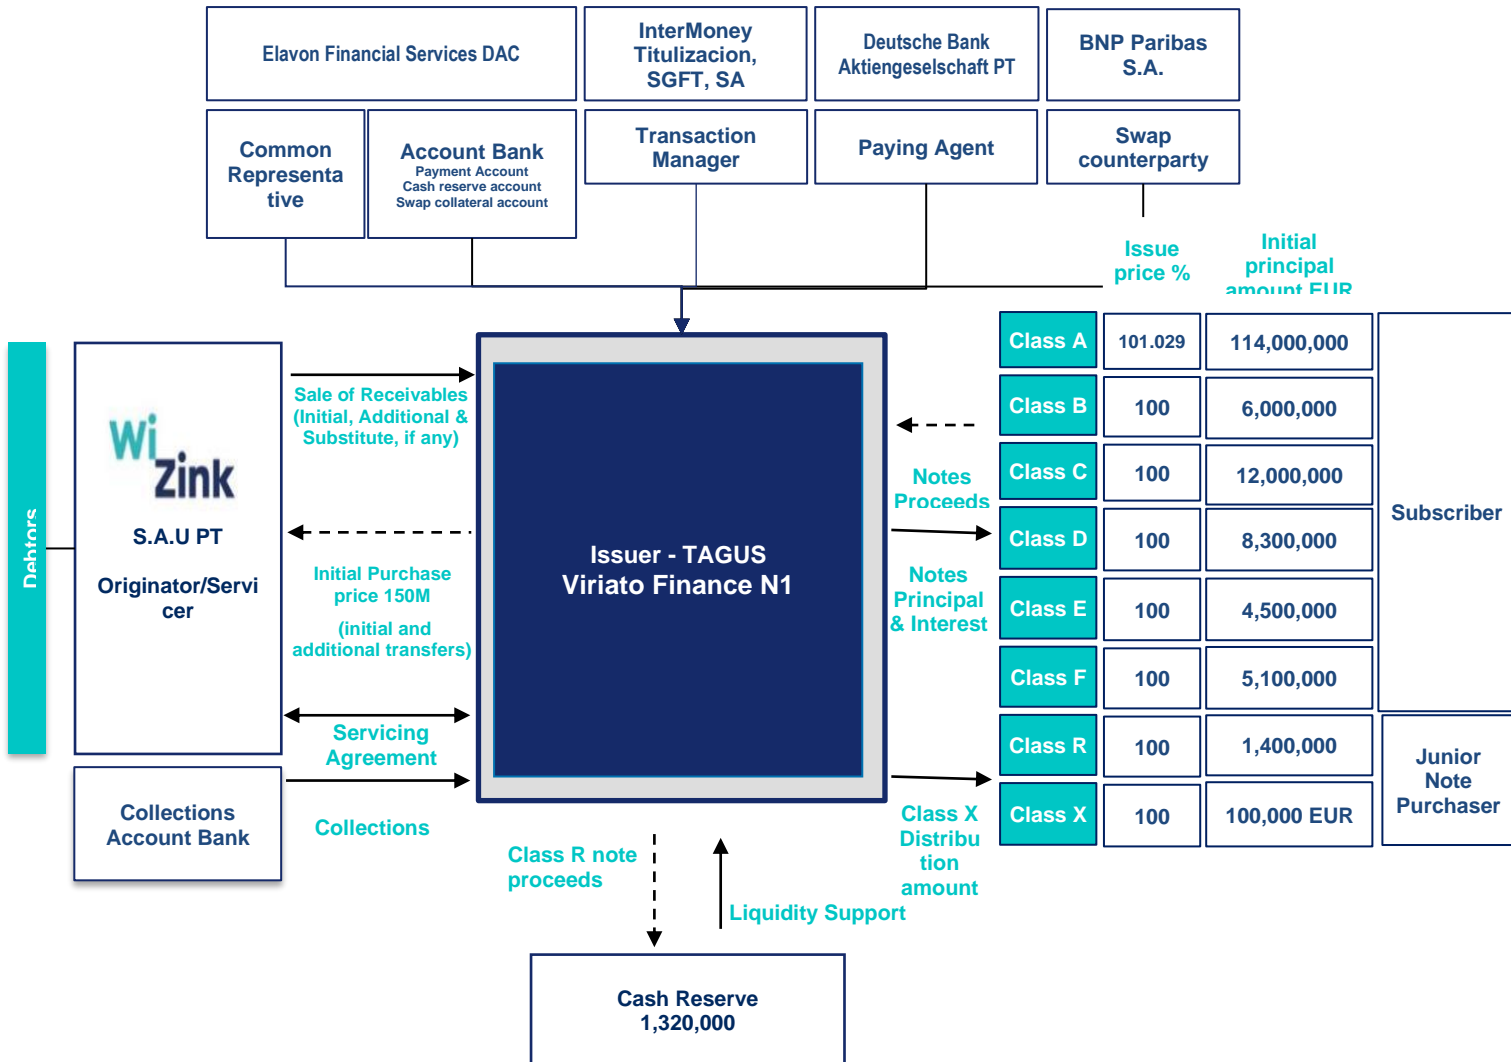 Elavon Financial Services DAC
InterMoney
Titulizacion,
SGFT, SA
Deutsche Bank
Aktiengeselschaft PT
BNP Paribas
S.A.
Common
Representa
tive
Account Bank
Payment Account
Cash reserve account
Swap collateral account
Transaction
Manager
Paying Agent
Swap
counterparty
Issue
price %
Initial
principal
amount EUR
Debtors
Wi
Zink
S.A.U PT
Originator/Servi
cer
Collections
Account Bank
Sale of Receivables
(Initial, Additional &
Substitute, if any)
Initial Purchase
price 150M
(initial and
additional transfers)
Servicing
Agreement
Collections
Issuer - TAGUS
Viriato Finance N1
Notes
Proceeds
Notes
Principal
& Interest
Class X
Distribu
tion
amount
Class A 101.029 114,000,000
Class B 100 6,000,000
Class C 100 12,000,000
Class D 100 8,300,000
Class E 100 4,500,000
Class F 100 5,100,000
Class R 100 1,400,000
Class X 100 100,000 EUR
Subscriber
Junior
Note
Purchaser
Class R note
proceeds
Liquidity Support
Cash Reserve
1,320,000